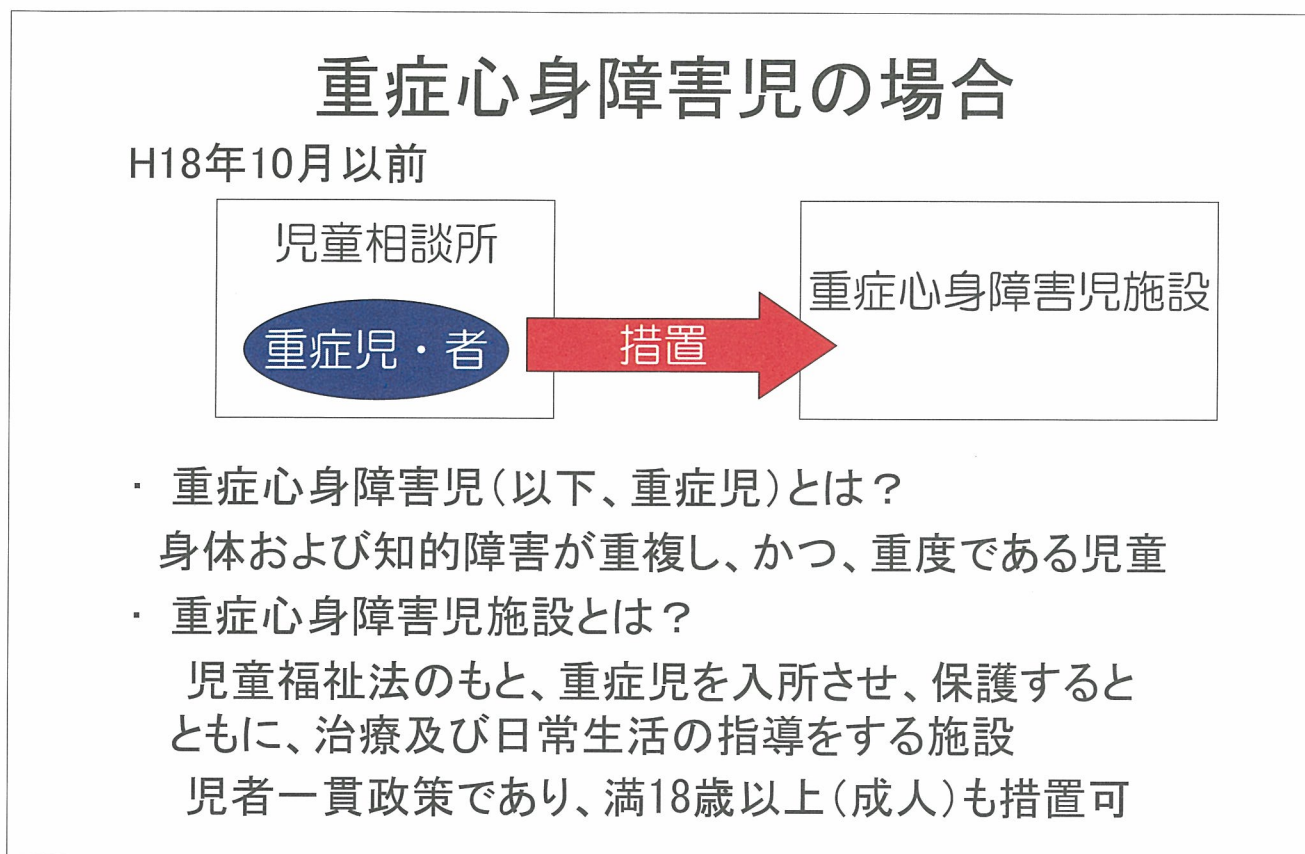 重症心身障害児の場合
H18年10月以前
児童相談所
重症児・者
措置
重症心身障害児施設
・ 重症心身障害児(以下、重症児)とは?
身体および知的障害が重複し、かつ、重度である児童
・ 重症心身障害児施設とは?
児童福祉法のもと、重症児を入所させ、保護すると
ともに、治療及び日常生活の指導をする施設
児者一貫政策であり、満18歳以上(成人)も措置可